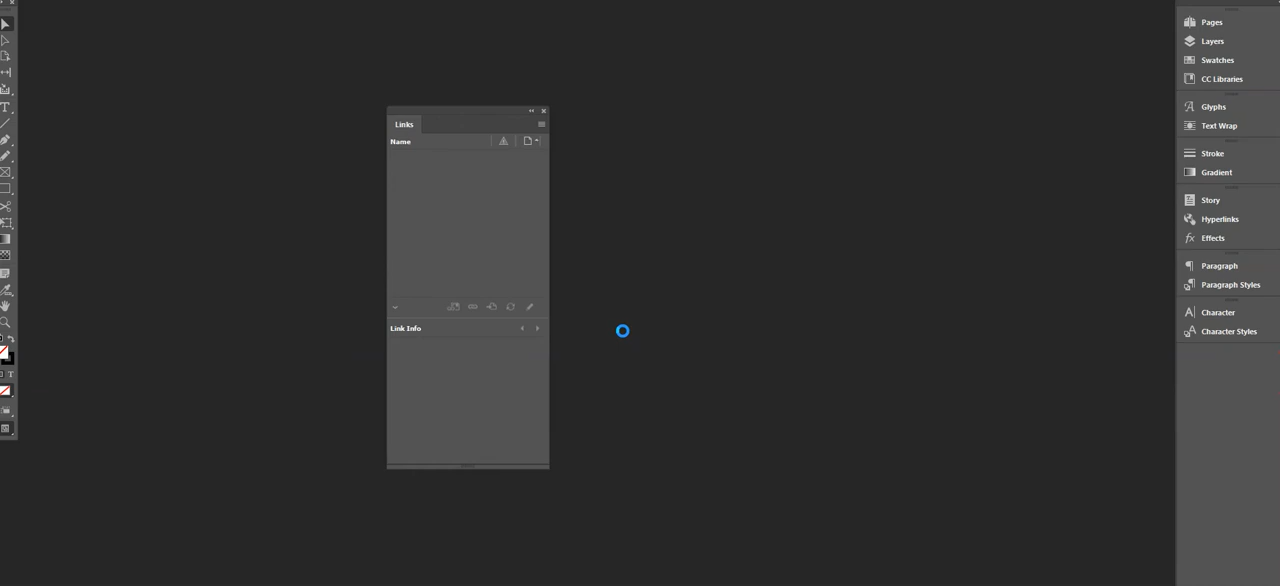 Links
Name
Link Info
Pages
Layers
Swatches
CC Libraries
Glyphs
Text Wrap
Stroke
Gradient
Story
Hyperlinks
Effects
Paragraph
Paragraph Styles
Character
Character Styles